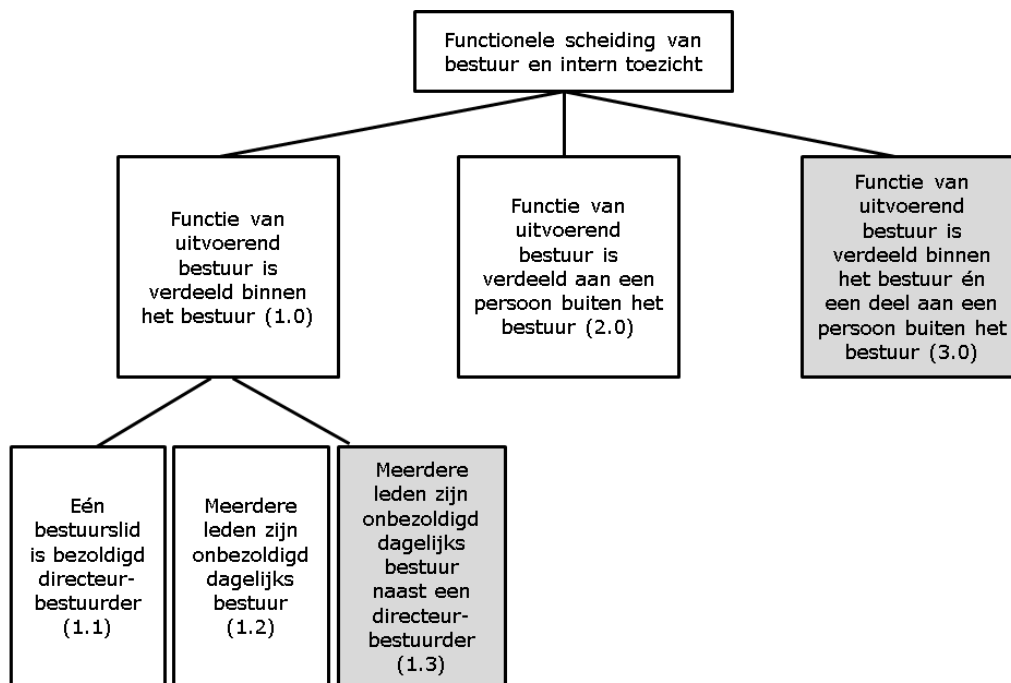 Functionele scheiding van
bestuur en intern toezicht
Functie van
uitvoerend
bestuur is
verdeeld binnen
het bestuur (1.0)
Functie van
uitvoerend
bestuur is
verdeeld aan een
persoon buiten het
bestuur (2.0)
Functie van
uitvoerend
bestuur is
verdeeld binnen
het bestuur én
een deel aan een
persoon buiten het
bestuur (3.0)
Eén
bestuurslid
is bezoldigd
directeur-
bestuurder
(1.1)
Meerdere
leden zijn
onbezoldigd
dagelijks
bestuur
(1.2)
Meerdere
leden zijn
onbezoldigd
dagelijks
bestuur
naast een
directeur-
bestuurder
(1.3)